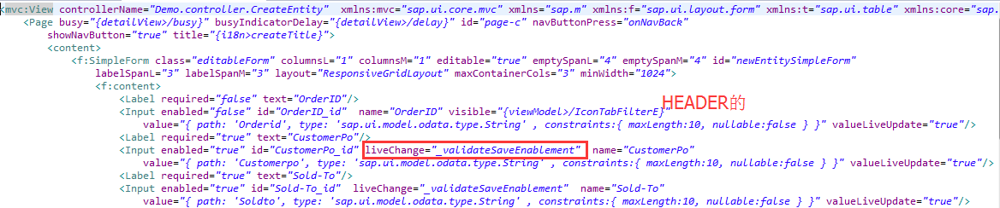 <mvc:View controllerName="Demo.controller.CreateEntity" xmlns:mvc="sap.ui.core.mvc" xmlns="sap.m" xmlns:f="sap.ui.layout.form" xmlns:t="sap.ui.table" xmlns:core="sap.
<Page busy="{detailView>/busy}" busyIndicatorDelay="{detailView>/delay}" id="page-c" navButtonPress="onNavBack"
showNavButton="true" title="{i18n>createTitle}">
<content>
<f:SimpleForm class="editableForm" columnsL="1" columnsM="1" editable="true" emptySpanL="4" emptySpanM="4" id="newEntitySimpleForm"
labelSpanL="3" labelSpanM="3" layout="ResponsiveGridLayout" maxContainerCols="3" minWidth="1024">
<f:content>
<Label required="false" text="OrderID"/>
HEADER的
<Input enabled="false" id="OrderID_id" name="OrderID" visible="{viewModel>/IconTabFilterE}"
value="{ path: 'Orderid', type: 'sap.ui.model.odata.type.String' , constraints:{ maxLength:10, nullable:false } }" valueLiveUpdate="true"/>
<Label required="true" text="CustomerPo"/>
<Input enabled="true" id="CustomerPo_id" liveChange="_validateSaveEnablement" name="CustomerPo"
value="{ path: 'Customerpo', type: 'sap.ui.model.odata.type.String' , constraints:{ maxLength:10, nullable:false } }" valueLiveUpdate="true"/>
<Label required="true" text="Sold-To"/>
<Input enabled="true" id="Sold-To_id" liveChange="_validateSaveEnablement" name="Sold-To"
value="{ path: 'Soldto', type: 'sap.ui.model.odata.type.String' , constraints:{ maxLength:10, nullable:false } }" valueLiveUpdate="true"/>